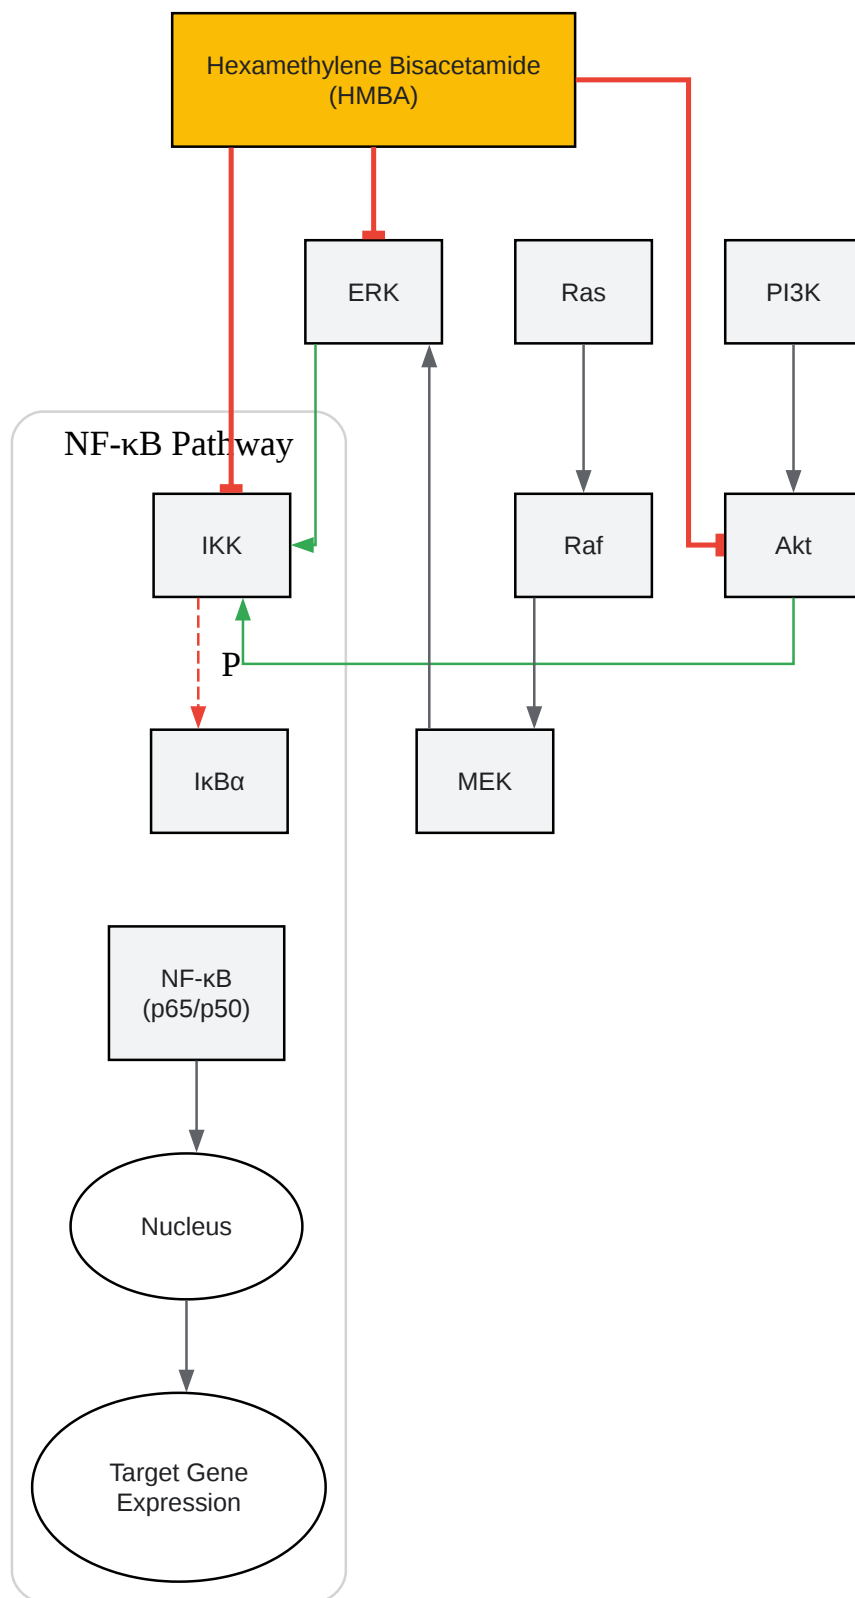 Hexamethylene Bisacetamide
(HMBA)
ERK
Ras
PI3K
NF-κB Pathway
IKK
Raf
Akt
P
IκBα
MEK
NF-κB
(p65/p50)
Nucleus
Target Gene
Expression